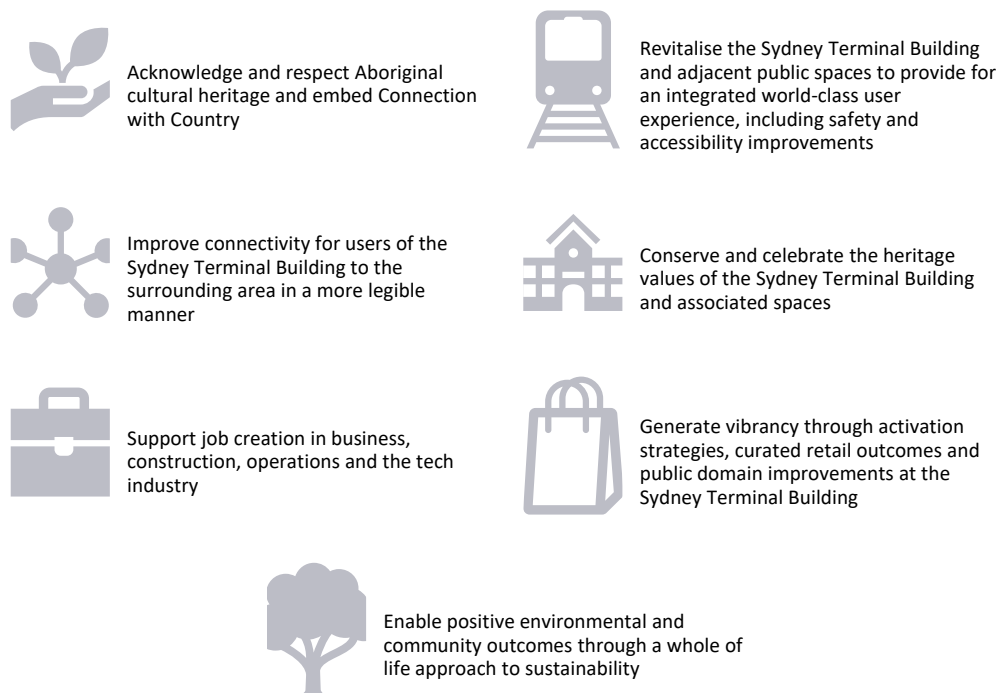 Acknowledge and respect Aboriginal
cultural heritage and embed Connection
with Country
Revitalise the Sydney Terminal Building
and adjacent public spaces to provide for
an integrated world-class user
experience, including safety and
accessibility improvements
Improve connectivity for users of the
Sydney Terminal Building to the
surrounding area in a more legible
manner
Conserve and celebrate the heritage
values of the Sydney Terminal Building
and associated spaces
Support job creation in business,
construction, operations and the tech
industry
Generate vibrancy through activation
strategies, curated retail outcomes and
public domain improvements at the
Sydney Terminal Building
Enable positive environmental and
community outcomes through a whole of
life approach to sustainability